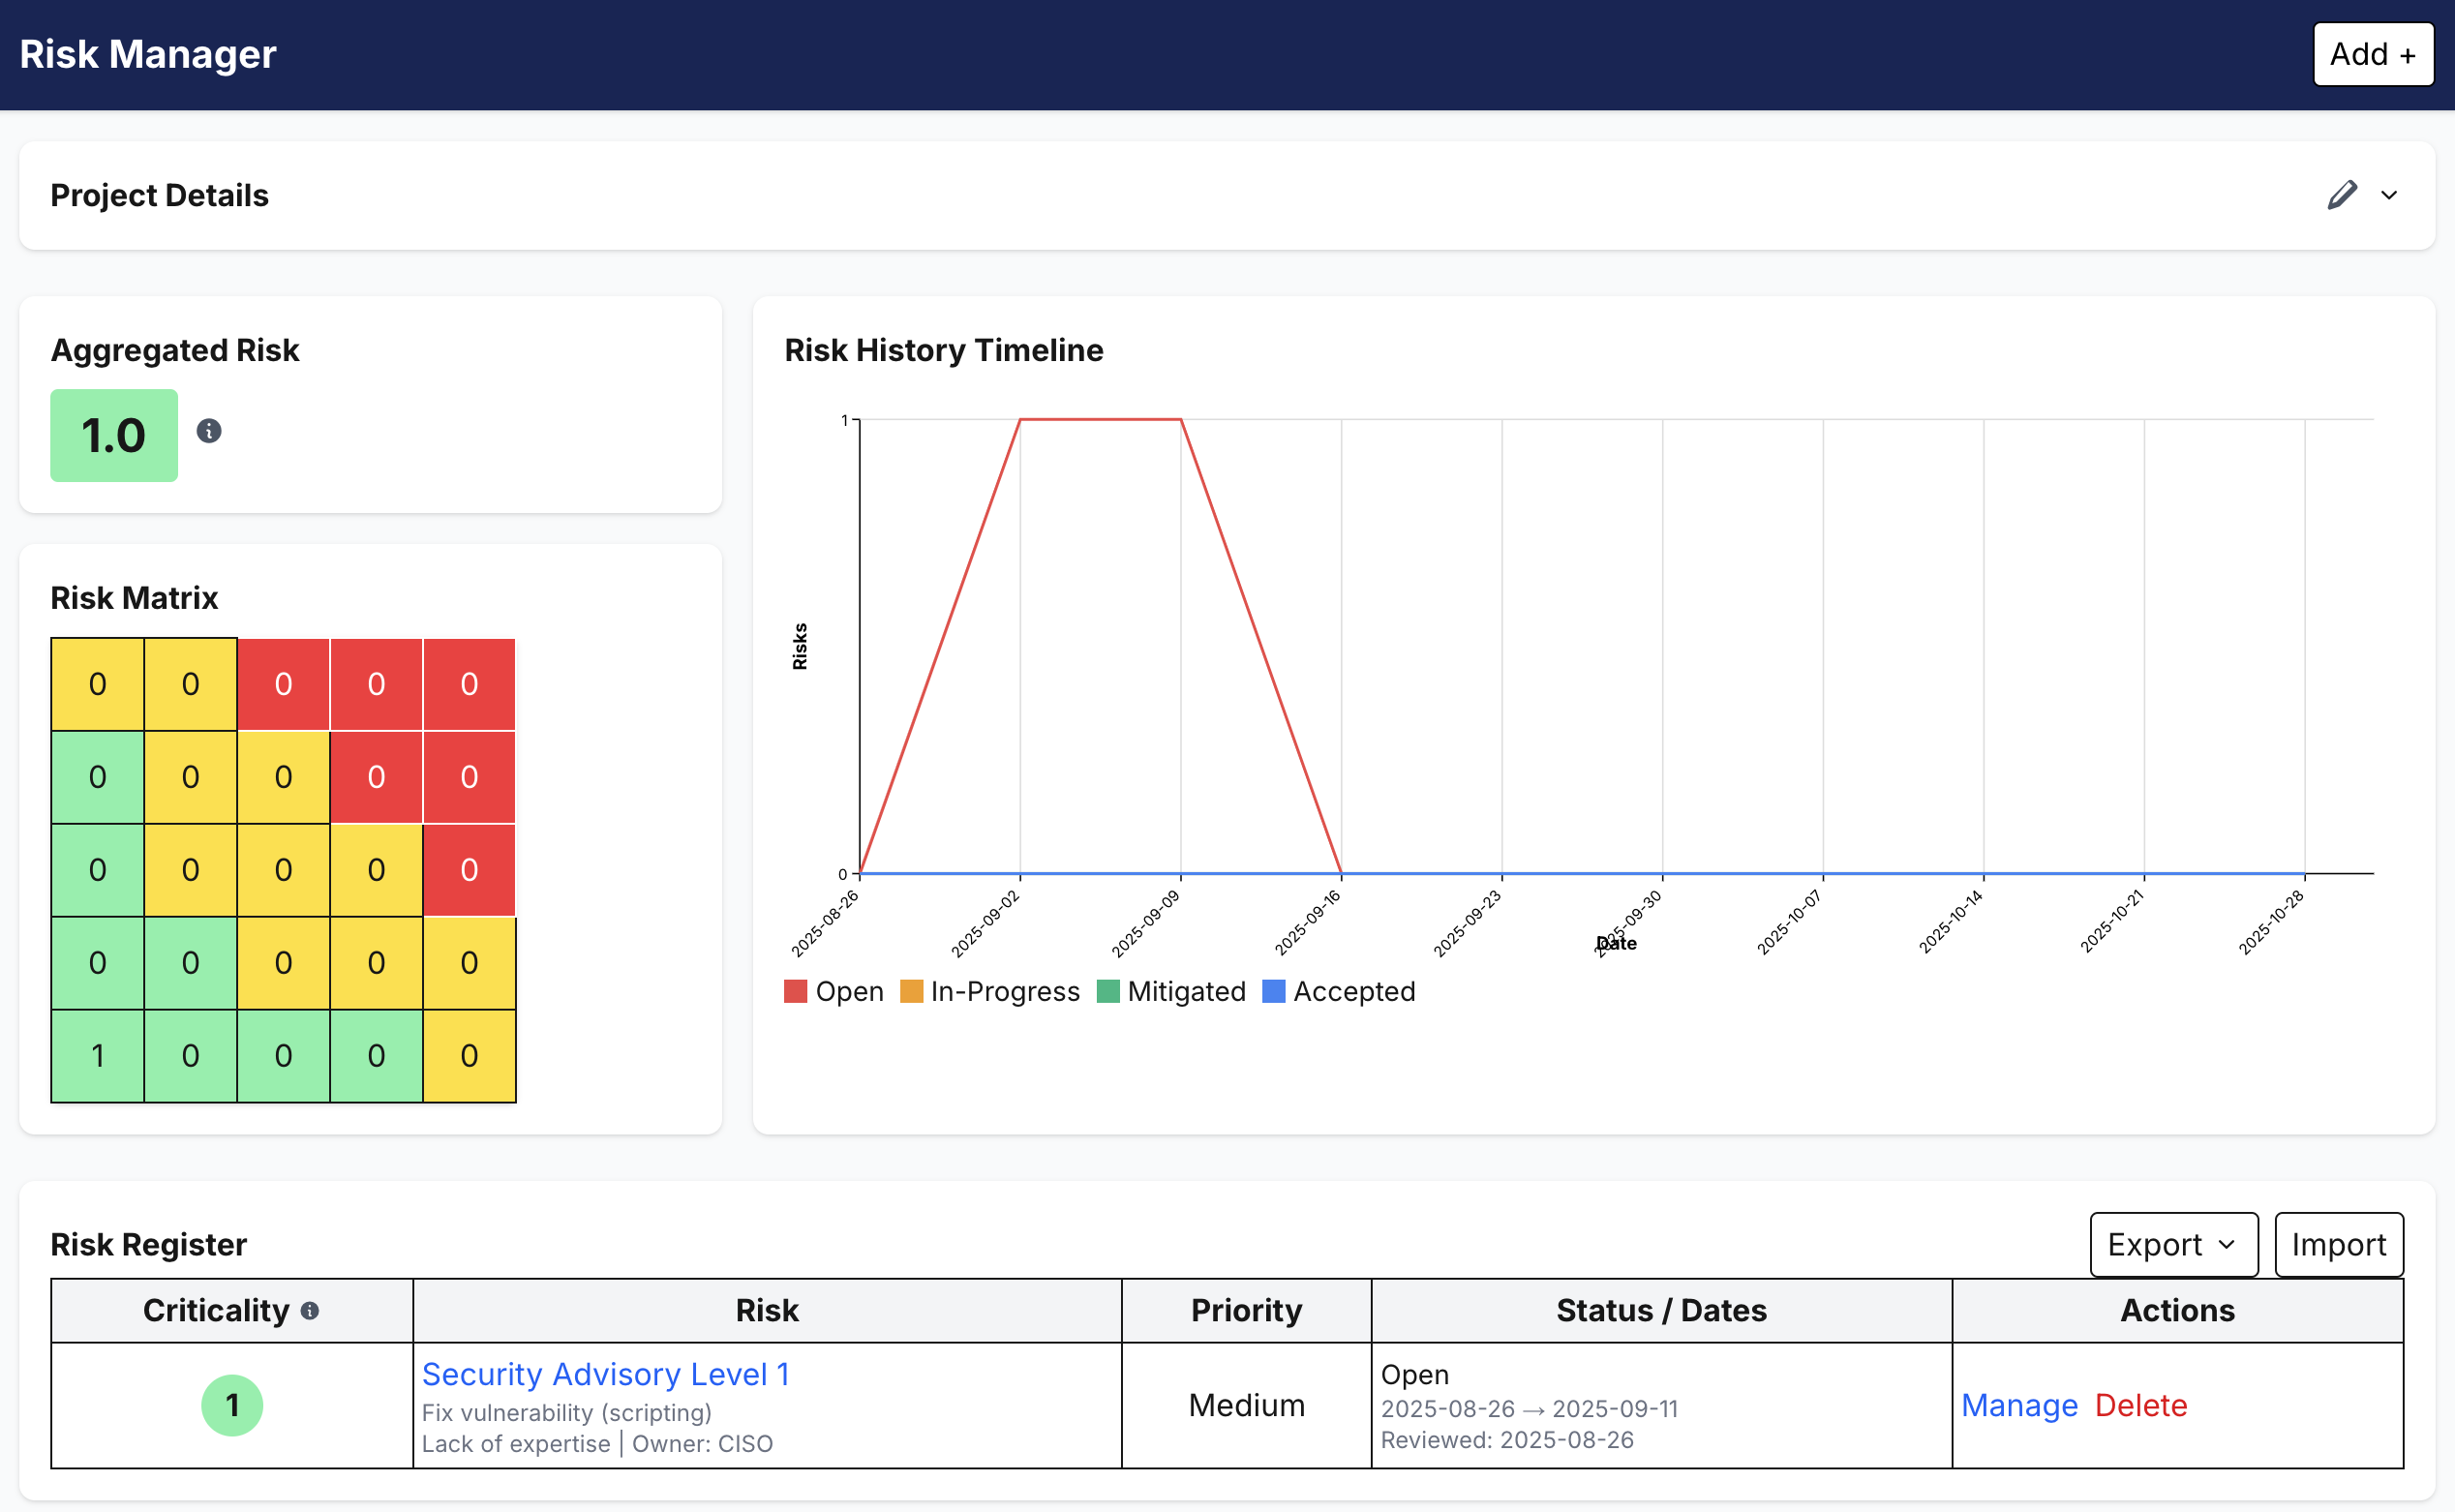 Risk Manager
Add +
Project Details
Aggregated Risk
1.0
Risk Matrix
0 0 0 0 0
0 0 0 0 0
0 0 0 0 0
0 0 0 0 0
1 0 0 0 0
Risk History Timeline
1
Risks
0
2025-08-26 2025-09-02 2025-09-09 2025-09-16 2025-09-23 2025-09-30 2025-10-07 2025-10-14 2025-10-21 2025-10-28
Date
Open In-Progress Mitigated Accepted
Risk Register
Export
Import
Criticality Risk Priority Status / Dates Actions
1
Security Advisory Level 1
Fix vulnerability (scripting)
Lack of expertise | Owner: CISO
Medium
Open
2025-08-26 → 2025-09-11
Reviewed: 2025-08-26
Manage Delete